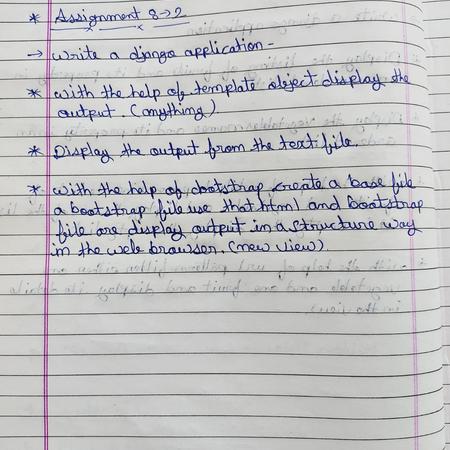 * Assignment 8→2
→ Write a django application -
* With the help of template object display the
output. (anything)
* Display the output from the text file.
* With the help of bootstrap create a base file
a bootstrap file use that html and bootstrap
file are display output in a structure way
in the web browser. (new view)